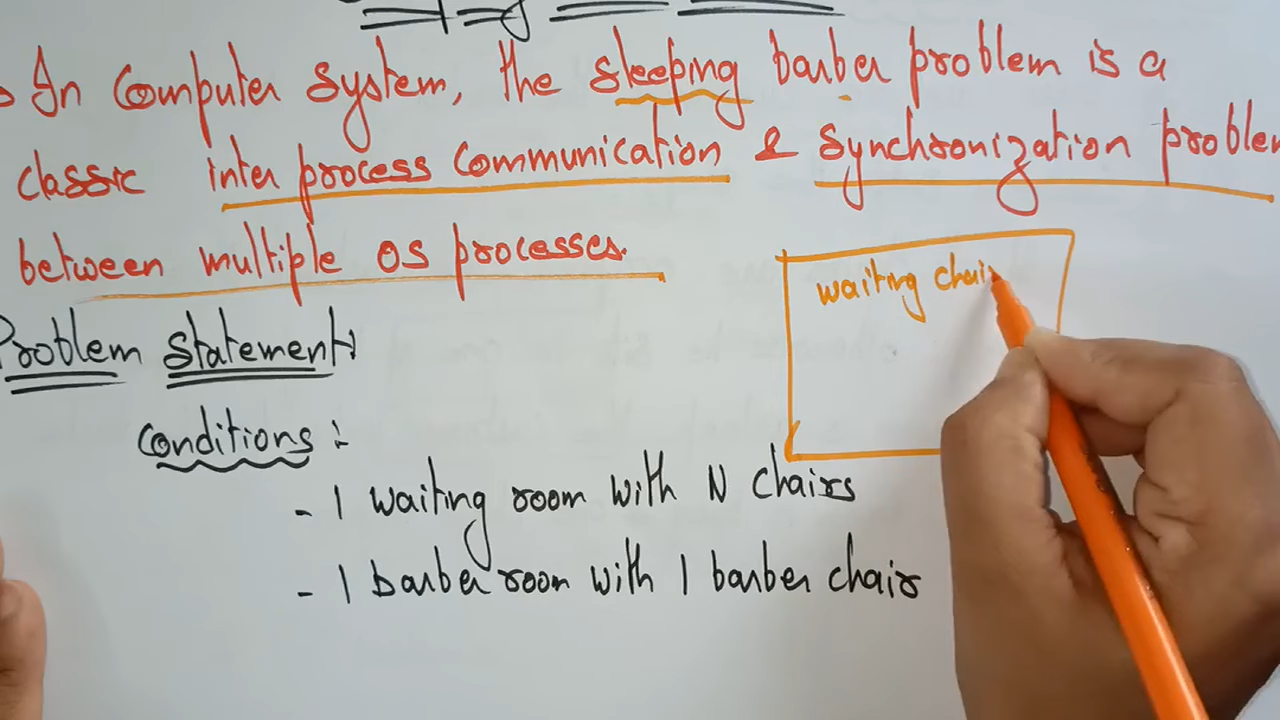 In Computer System, the sleeping barber problem is a
classic inter process communication & synchronization problem
between multiple OS processes.
waiting chair
Problem statement:
Conditions :-
- 1 waiting room with N chairs
- 1 barber room with 1 barber chair